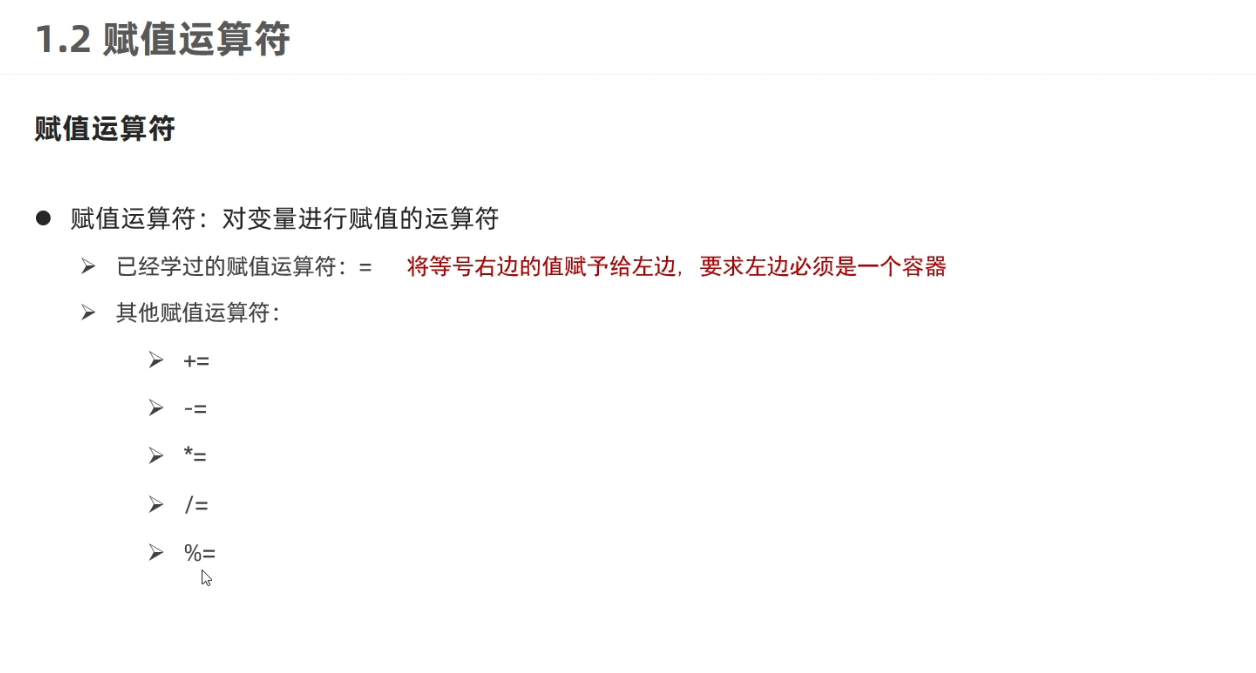 1.2 赋值运算符
赋值运算符
赋值运算符：对变量进行赋值的运算符
已经学过的赋值运算符：= 将等号右边的值赋予给左边，要求左边必须是一个容器
其他赋值运算符：
+=
-=
*=
/=
%=